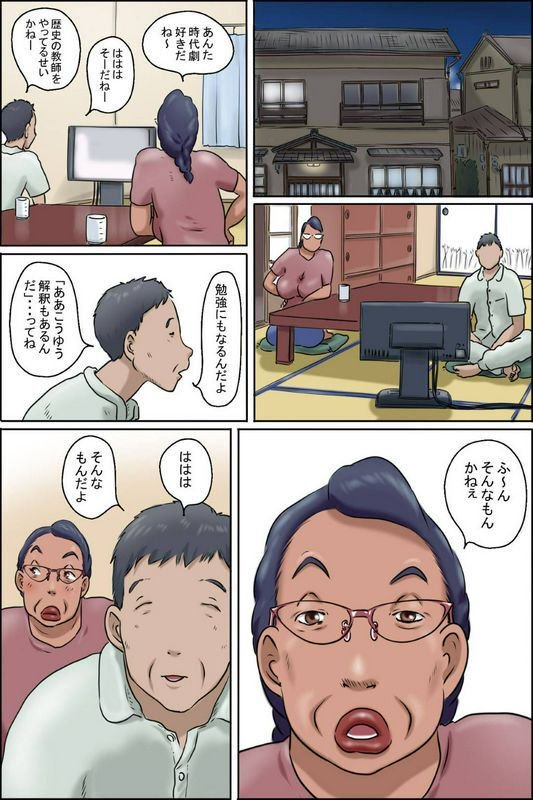 あんた
時代劇
好きだ
ね〜
ははは
そーだねー
歴史の教師を
やってるせい
かねー
勉強にもなるんだよ
「ああこうゆう
解釈もあるん
だ」・・ってね
ふ〜ん
そんなもん
かねぇ
ははは
そんな
もんだよ